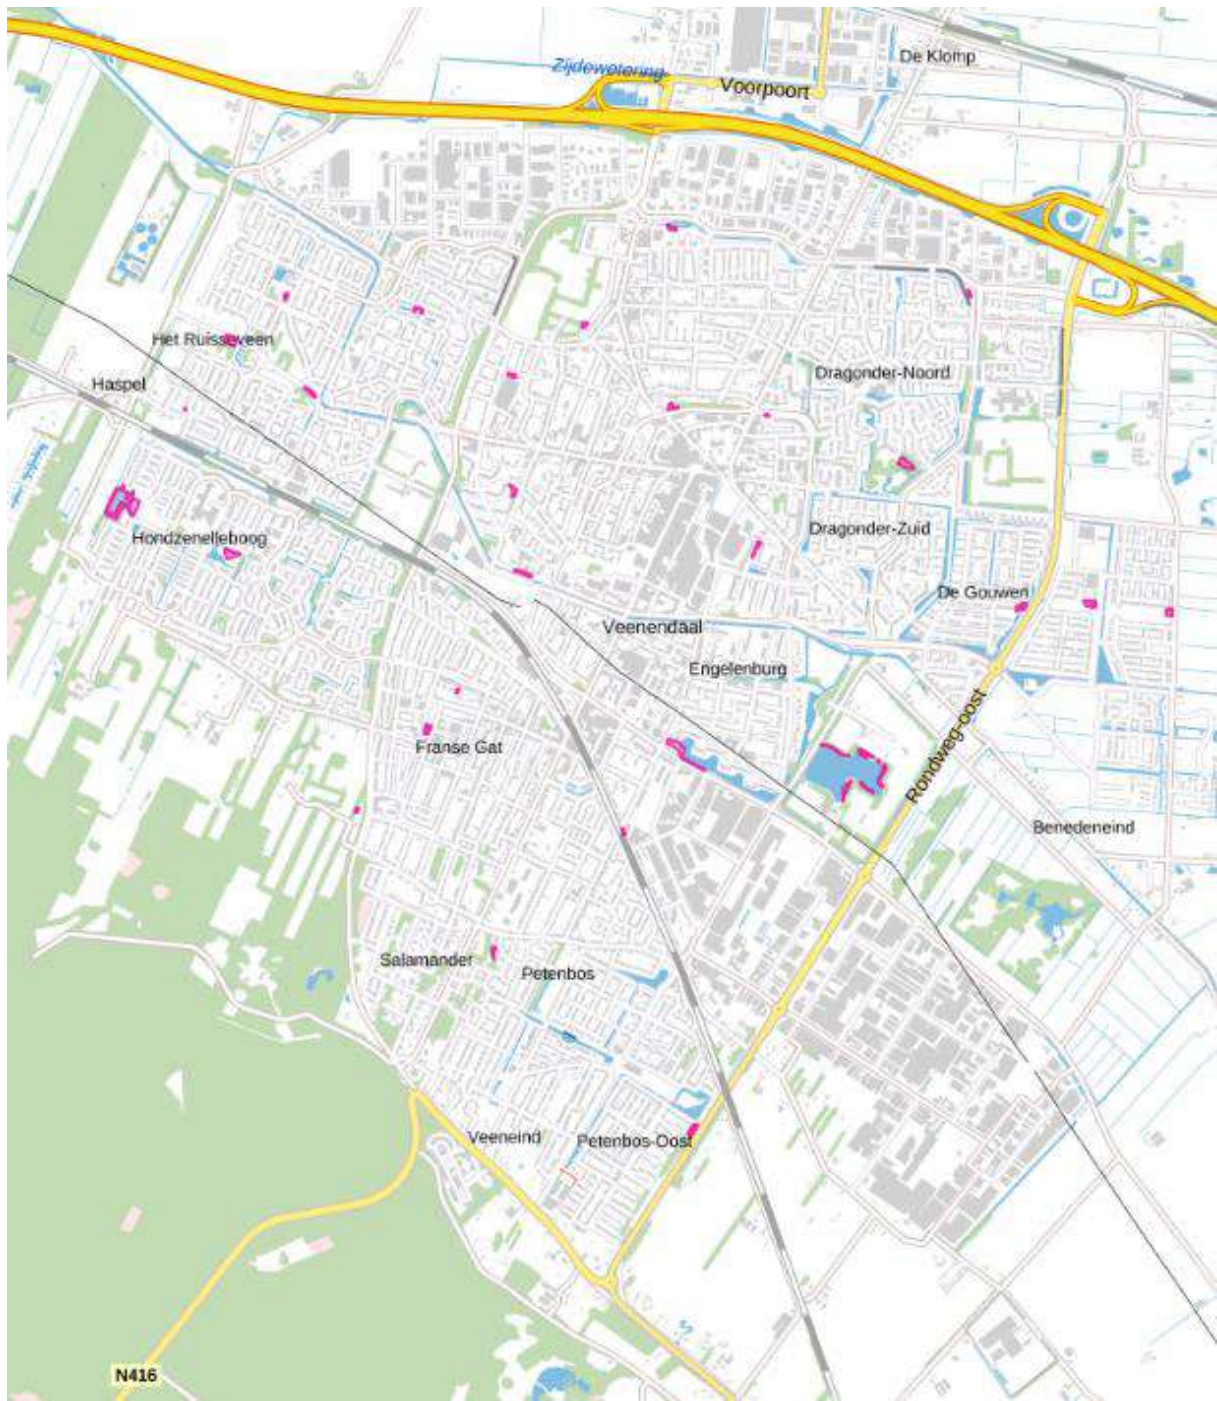 De Klomp
Zijdewetering
Voorpoort
Het Ruisseveen
Dragonder-Noord
Haspel
Dragonder-Zuid
Hondzenelleboog
De Gouwen
Veenendaal
Engelenburg
Rondweg-oost
Franse Gat
Benedeneind
Salamander
Petenbos
Veeneind
Petenbos-Oost
N416